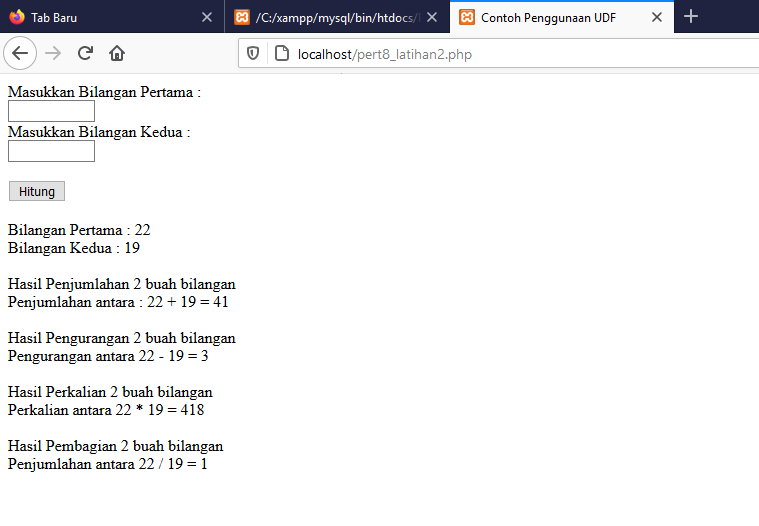 Tab Baru
/C:/xampp/mysql/bin/htdocs/
Contoh Penggunaan UDF
localhost/pert8_latihan2.php
Masukkan Bilangan Pertama :
Masukkan Bilangan Kedua :
Hitung
Bilangan Pertama : 22
Bilangan Kedua : 19
Hasil Penjumlahan 2 buah bilangan
Penjumlahan antara : 22 + 19 = 41
Hasil Pengurangan 2 buah bilangan
Pengurangan antara 22 - 19 = 3
Hasil Perkalian 2 buah bilangan
Perkalian antara 22 * 19 = 418
Hasil Pembagian 2 buah bilangan
Penjumlahan antara 22 / 19 = 1